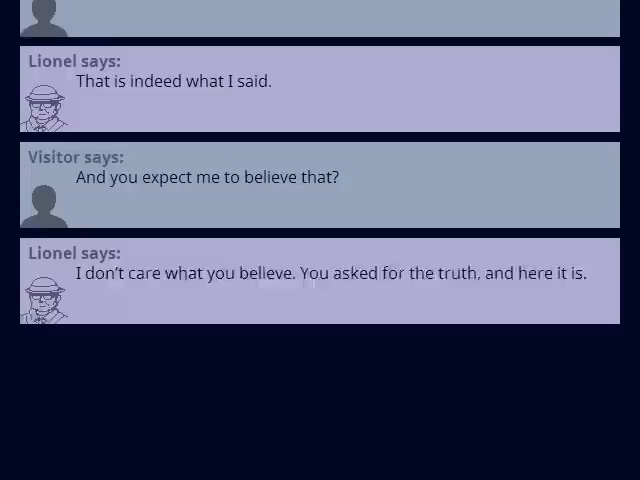 Lionel says:
That is indeed what I said.
Visitor says:
And you expect me to believe that?
Lionel says:
I don’t care what you believe. You asked for the truth, and here it is.